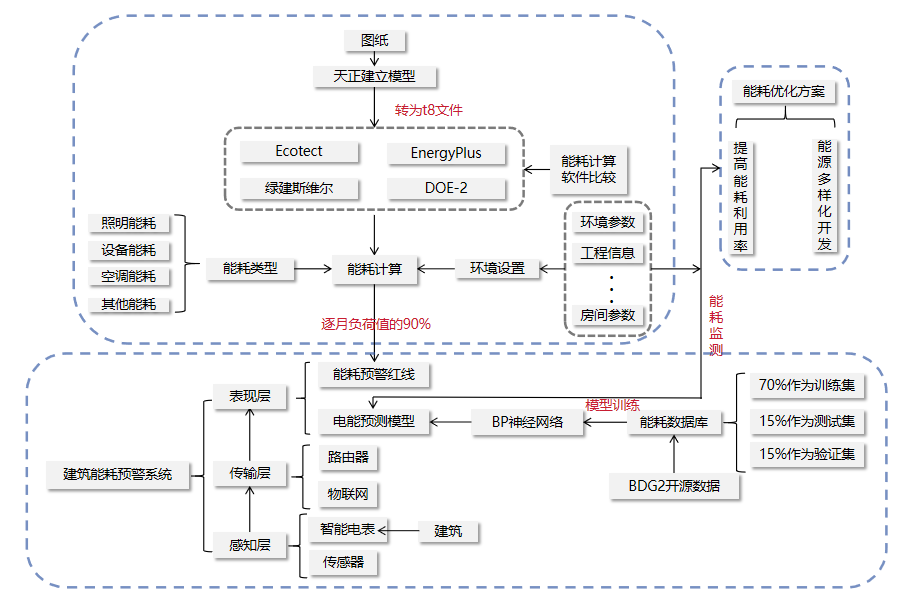 图纸
天正建立模型
转为t8文件
Ecotect
EnergyPlus
绿建斯维尔
DOE-2
能耗计算
软件比较
照明能耗
设备能耗
空调能耗
其他能耗
能耗类型
能耗计算
环境设置
环境参数
工程信息
房间参数
逐月负荷值的90%
能耗优化方案
提高能耗利用率
能源多样化开发
能耗监测
建筑能耗预警系统
表现层
传输层
感知层
能耗预警红线
电能预测模型
路由器
物联网
智能电表
传感器
建筑
BP神经网络
模型训练
能耗数据库
BDG2开源数据
70%作为训练集
15%作为测试集
15%作为验证集